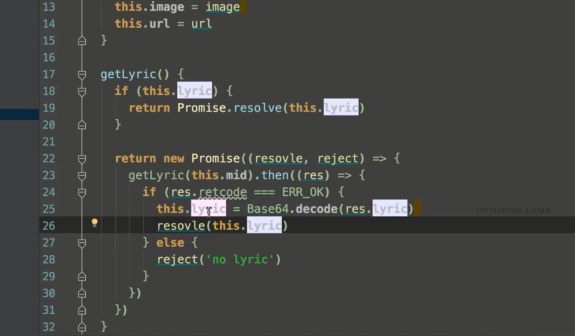 13 this.image = image
14 this.url = url
15 }
16
17 getLyric() {
18 if (this.lyric) {
19 return Promise.resolve(this.lyric)
20 }
21
22 return new Promise((resovle, reject) => {
23 getLyric(this.mid).then((res) => {
24 if (res.retcode === ERR_OK) {
25 this.lyric = Base64.decode(res.lyric)
26 resovle(this.lyric)
27 } else {
28 reject('no lyric')
29 }
30 })
31 })
32 }